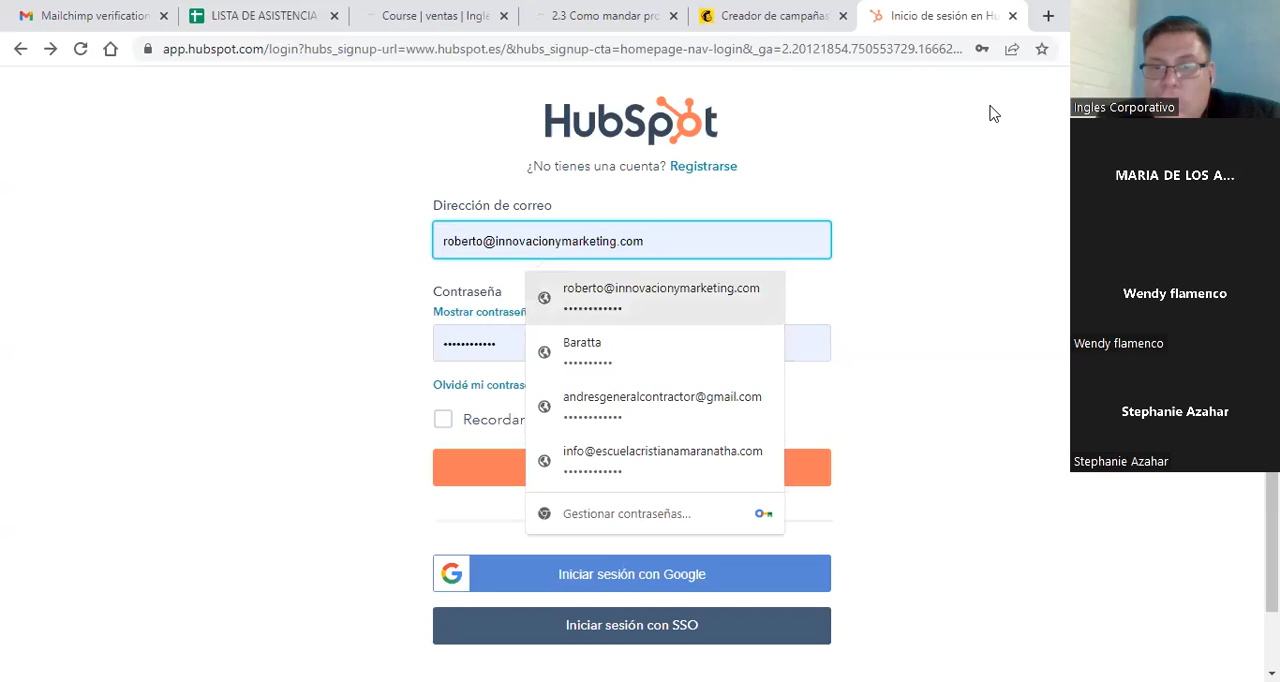 Mailchimp verification
LISTA DE ASISTENCIA
Course | ventas | Ingle
2.3 Como mandar pro
Creador de campañas
Inicio de sesión en Hu
app.hubspot.com/login?hubs_signup-url=www.hubspot.es/&hubs_signup-cta=homepage-nav-login&_ga=2.20121854.750553729.16662...
HubSpot
¿No tienes una cuenta? Registrarse
Dirección de correo
roberto@innovacionymarketing.com
Contraseña
Mostrar contraseñ
••••••••••••
Olvidé mi contras
Recordar
roberto@innovacionymarketing.com
••••••••••••
Baratta
••••••••••
andresgeneralcontractor@gmail.com
••••••••••••
info@escuelacristianamaranatha.com
••••••••••••
Gestionar contraseñas...
Iniciar sesión con Google
Iniciar sesión con SSO
Ingles Corporativo
MARIA DE LOS A...
Wendy flamenco
Wendy flamenco
Stephanie Azahar
Stephanie Azahar